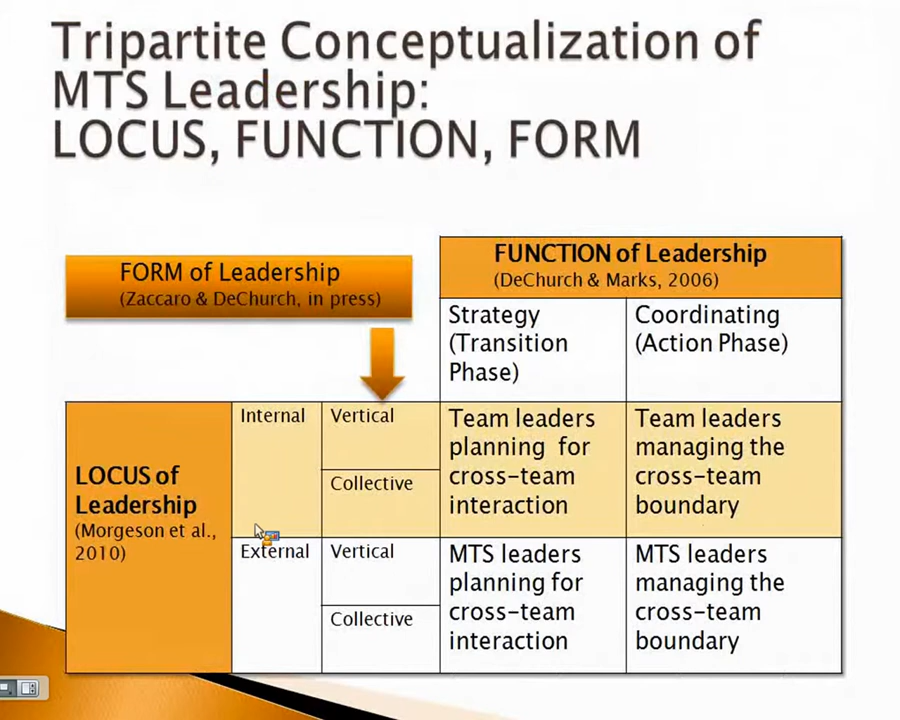 Tripartite Conceptualization of
MTS Leadership:
LOCUS, FUNCTION, FORM
FORM of Leadership
(Zaccaro & DeChurch, in press)
FUNCTION of Leadership
(DeChurch & Marks, 2006)
Strategy
(Transition
Phase)
Coordinating
(Action Phase)
LOCUS of
Leadership
(Morgeson et al.,
2010)
Internal
Vertical
Collective
Team leaders
planning for
cross-team
interaction
Team leaders
managing the
cross-team
boundary
External
Vertical
Collective
MTS leaders
planning for
cross-team
interaction
MTS leaders
managing the
cross-team
boundary